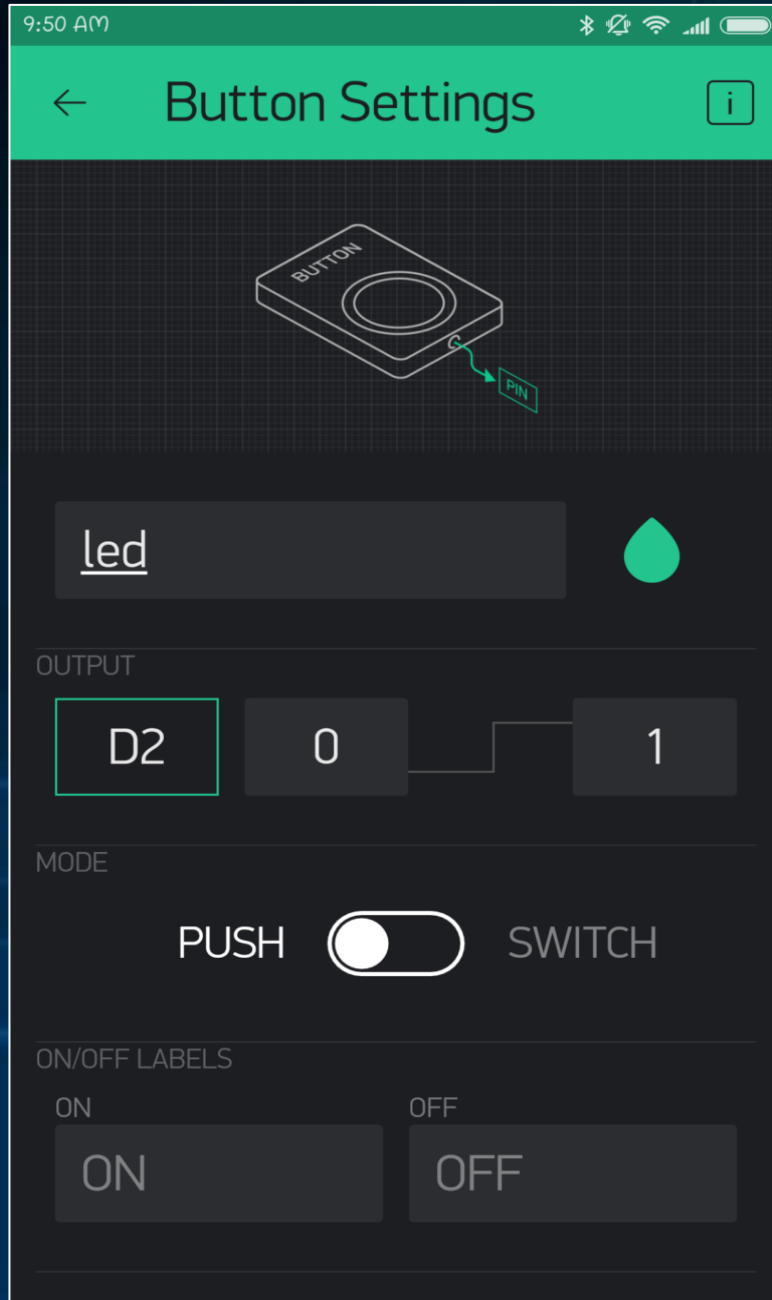 9:50 AM
Button Settings
i
BUTTON
PIN
led
OUTPUT
D2 0 1
MODE
PUSH SWITCH
ON/OFF LABELS
ON OFF
ON OFF